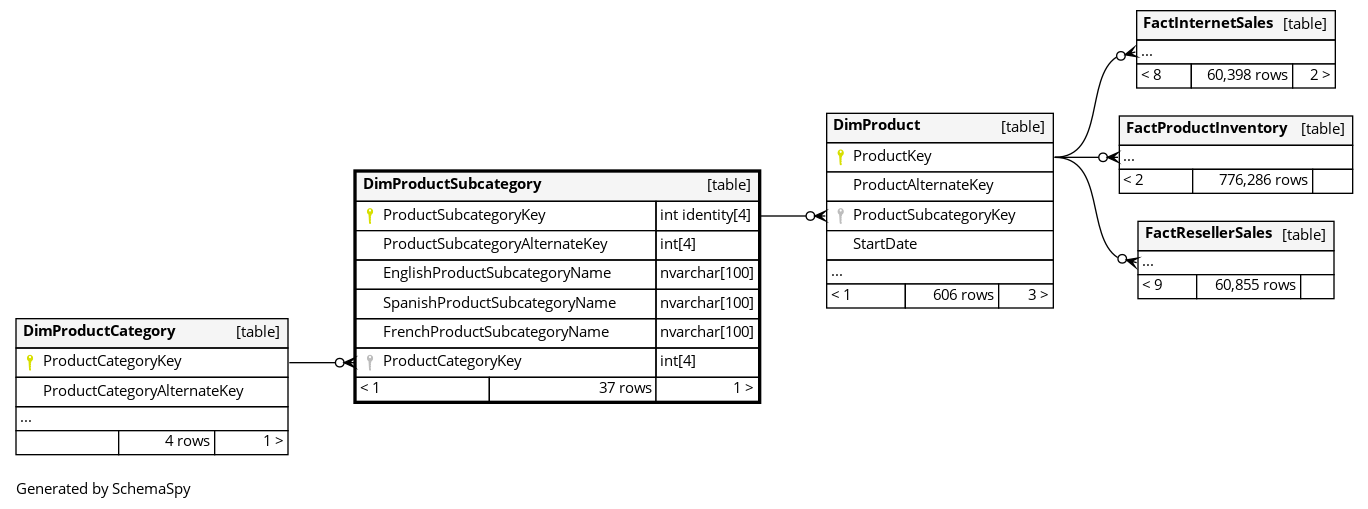 FactInternetSales [table]
...
< 8 60,398 rows 2 >
DimProduct [table]
ProductKey
ProductAlternateKey
ProductSubcategoryKey
StartDate
...
< 1 606 rows 3 >
FactProductInventory [table]
...
< 2 776,286 rows
DimProductSubcategory [table]
ProductSubcategoryKey int identity[4]
ProductSubcategoryAlternateKey int[4]
EnglishProductSubcategoryName nvarchar[100]
SpanishProductSubcategoryName nvarchar[100]
FrenchProductSubcategoryName nvarchar[100]
ProductCategoryKey int[4]
< 1 37 rows 1 >
FactResellerSales [table]
...
< 9 60,855 rows
DimProductCategory [table]
ProductCategoryKey
ProductCategoryAlternateKey
...
4 rows 1 >
Generated by SchemaSpy